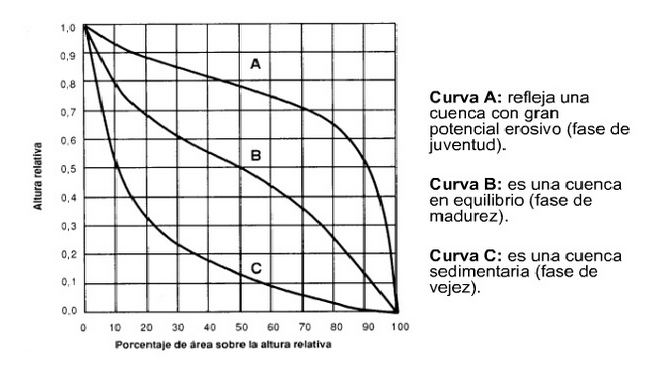 1,0
0,9
0,8
0,7
0,6
0,5
0,4
0,3
0,2
0,1
0,0
Altura relativa
A
B
C
0 10 20 30 40 50 60 70 80 90 100
Porcentaje de área sobre la altura relativa
Curva A: refleja una
cuenca con gran
potencial erosivo (fase de
juventud).
Curva B: es una cuenca
en equilibrio (fase de
madurez).
Curva C: es una cuenca
sedimentaria (fase de
vejez).